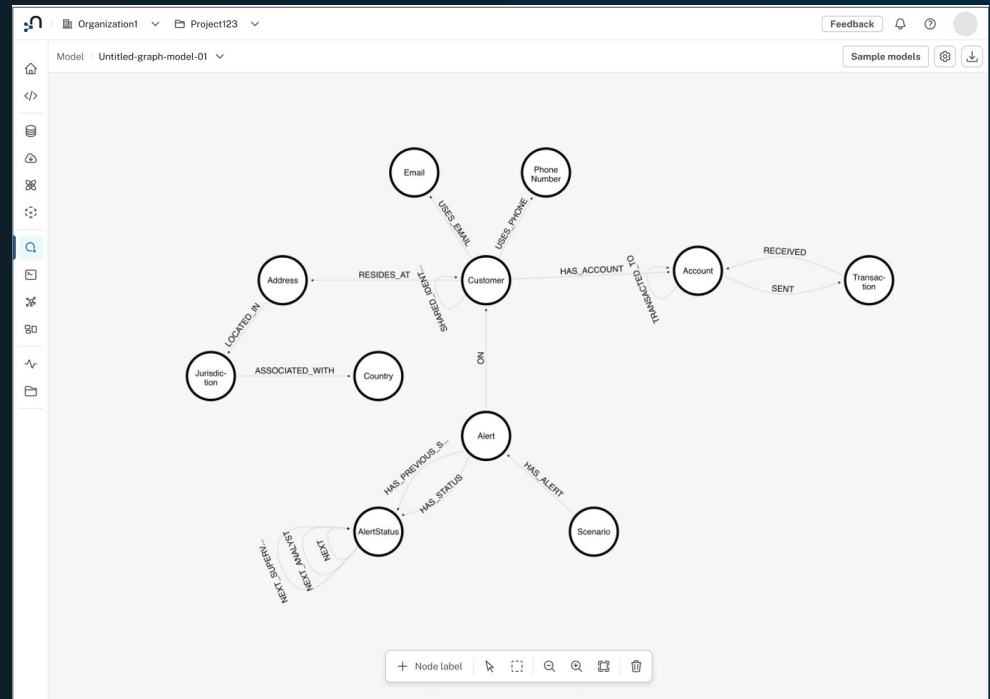 Organization1
Project123
Feedback
Model / Untitled-graph-model-01
Sample models
Email
Phone
Number
USES_EMAIL
USES_PHONE
Address
RESIDES_AT
SHARED_IDENT...
Customer
HAS_ACCOUNT
TRANSACTED_TO
Account
RECEIVED
SENT
Transac-
tion
LOCATED_IN
Jurisdic-
tion
ASSOCIATED_WITH
Country
ON
Alert
HAS_PREVIOUS_S...
HAS_STATUS
HAS_ALERT
AlertStatus
Scenario
NEXT
NEXT_ANALYST
NEXT_SUPERV...
Node label